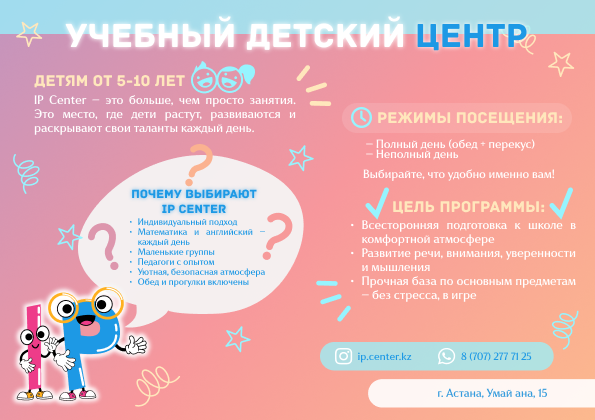 УЧЕБНЫЙ ДЕТСКИЙ ЦЕНТР
ДЕТЯМ ОТ 5-10 ЛЕТ
IP Center – это больше, чем просто занятия.
Это место, где дети растут, развиваются и
раскрывают свои таланты каждый день.
ПОЧЕМУ ВЫБИРАЮТ
IP CENTER
• Индивидуальный подход
• Математика и английский –
каждый день
• Маленькие группы
• Педагоги с опытом
• Уютная, безопасная атмосфера
• Обед и прогулки включены
IP
РЕЖИМЫ ПОСЕЩЕНИЯ:
– Полный день (обед + перекус)
– Неполный день
Выбирайте, что удобно именно вам!
ЦЕЛЬ ПРОГРАММЫ:
• Всесторонняя подготовка к школе в
комфортной атмосфере
• Развитие речи, внимания, уверенности
и мышления
• Прочная база по основным предметам
– без стресса, в игре
ip.center.kz 8 (707) 277 71 25
г. Астана, Умай ана, 15